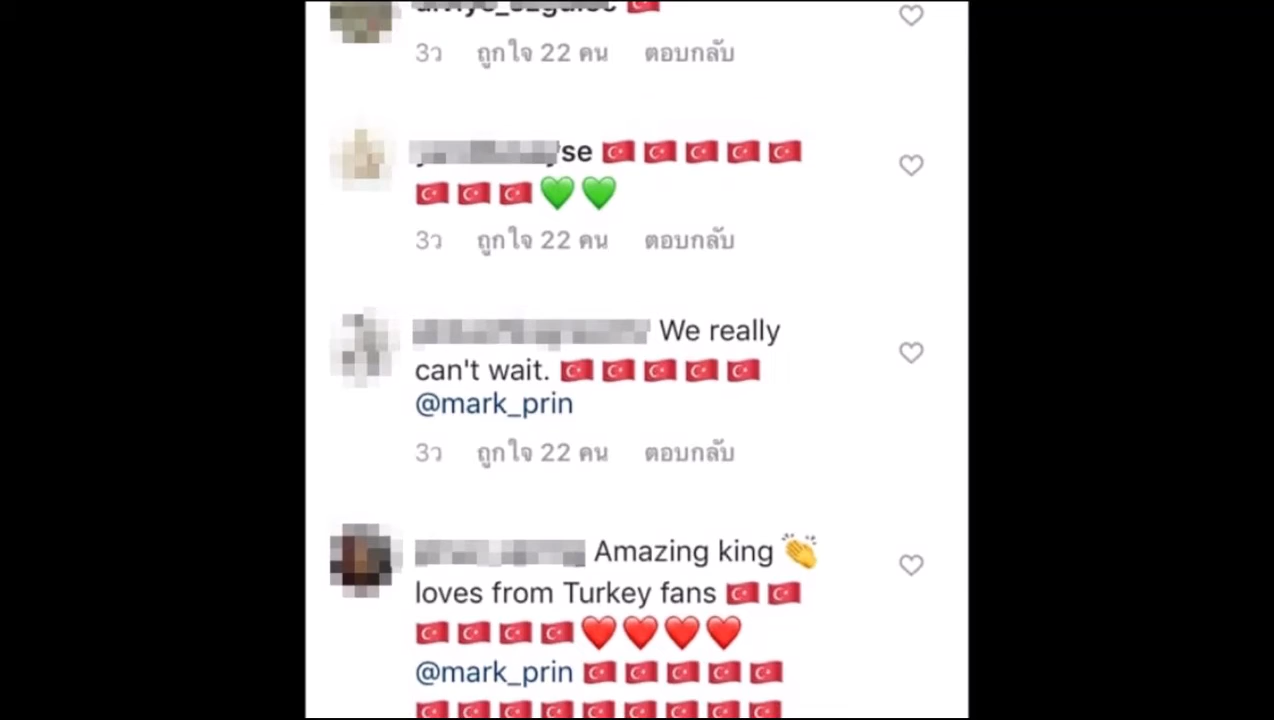 🇹🇷
3ว ถูกใจ 22 คน ตอบกลับ
se 🇹🇷🇹🇷🇹🇷🇹🇷🇹🇷
🇹🇷🇹🇷🇹🇷💚💚
3ว ถูกใจ 22 คน ตอบกลับ
We really
can't wait. 🇹🇷🇹🇷🇹🇷🇹🇷🇹🇷
@mark_prin
3ว ถูกใจ 22 คน ตอบกลับ
Amazing king 👏
loves from Turkey fans 🇹🇷🇹🇷
🇹🇷🇹🇷🇹🇷🇹🇷❤️❤️❤️❤️
@mark_prin 🇹🇷🇹🇷🇹🇷🇹🇷🇹🇷
🇹🇷🇹🇷🇹🇷🇹🇷🇹🇷🇹🇷🇹🇷🇹🇷🇹🇷